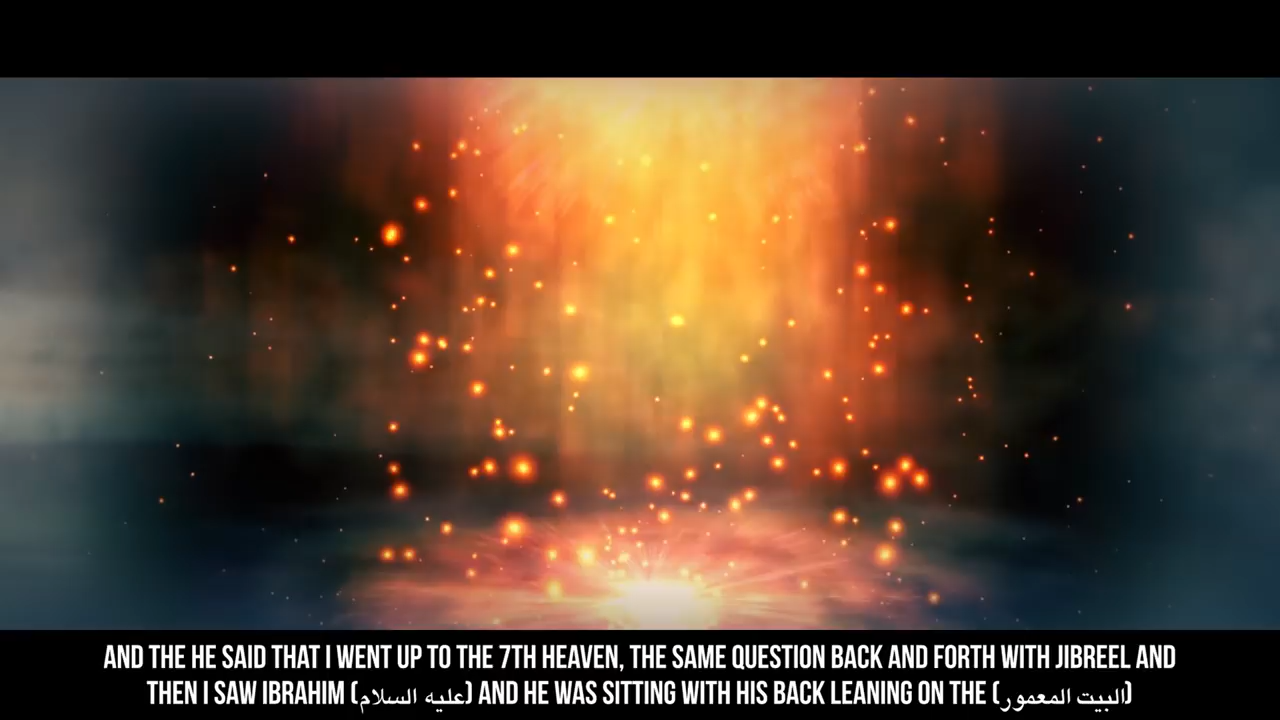 AND THE HE SAID THAT I WENT UP TO THE 7TH HEAVEN, THE SAME QUESTION BACK AND FORTH WITH JIBREEL AND
THEN I SAW IBRAHIM (عليه السلام) AND HE WAS SITTING WITH HIS BACK LEANING ON THE (البيت المعمور)